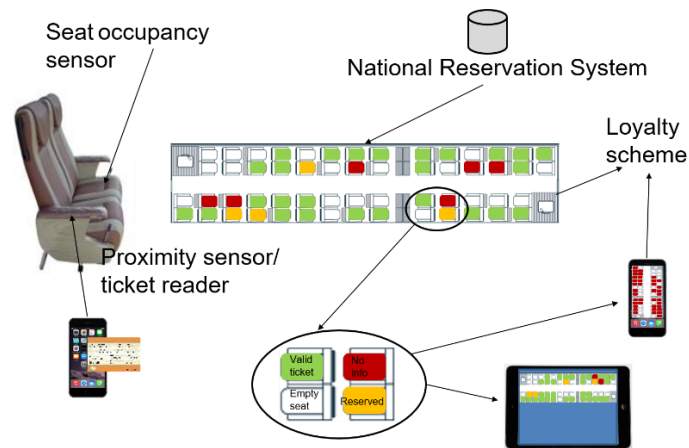 Seat occupancy
sensor
National Reservation System
Loyalty
scheme
Proximity sensor/
ticket reader
Valid
ticket
No
info
Empty
seat
Reserved